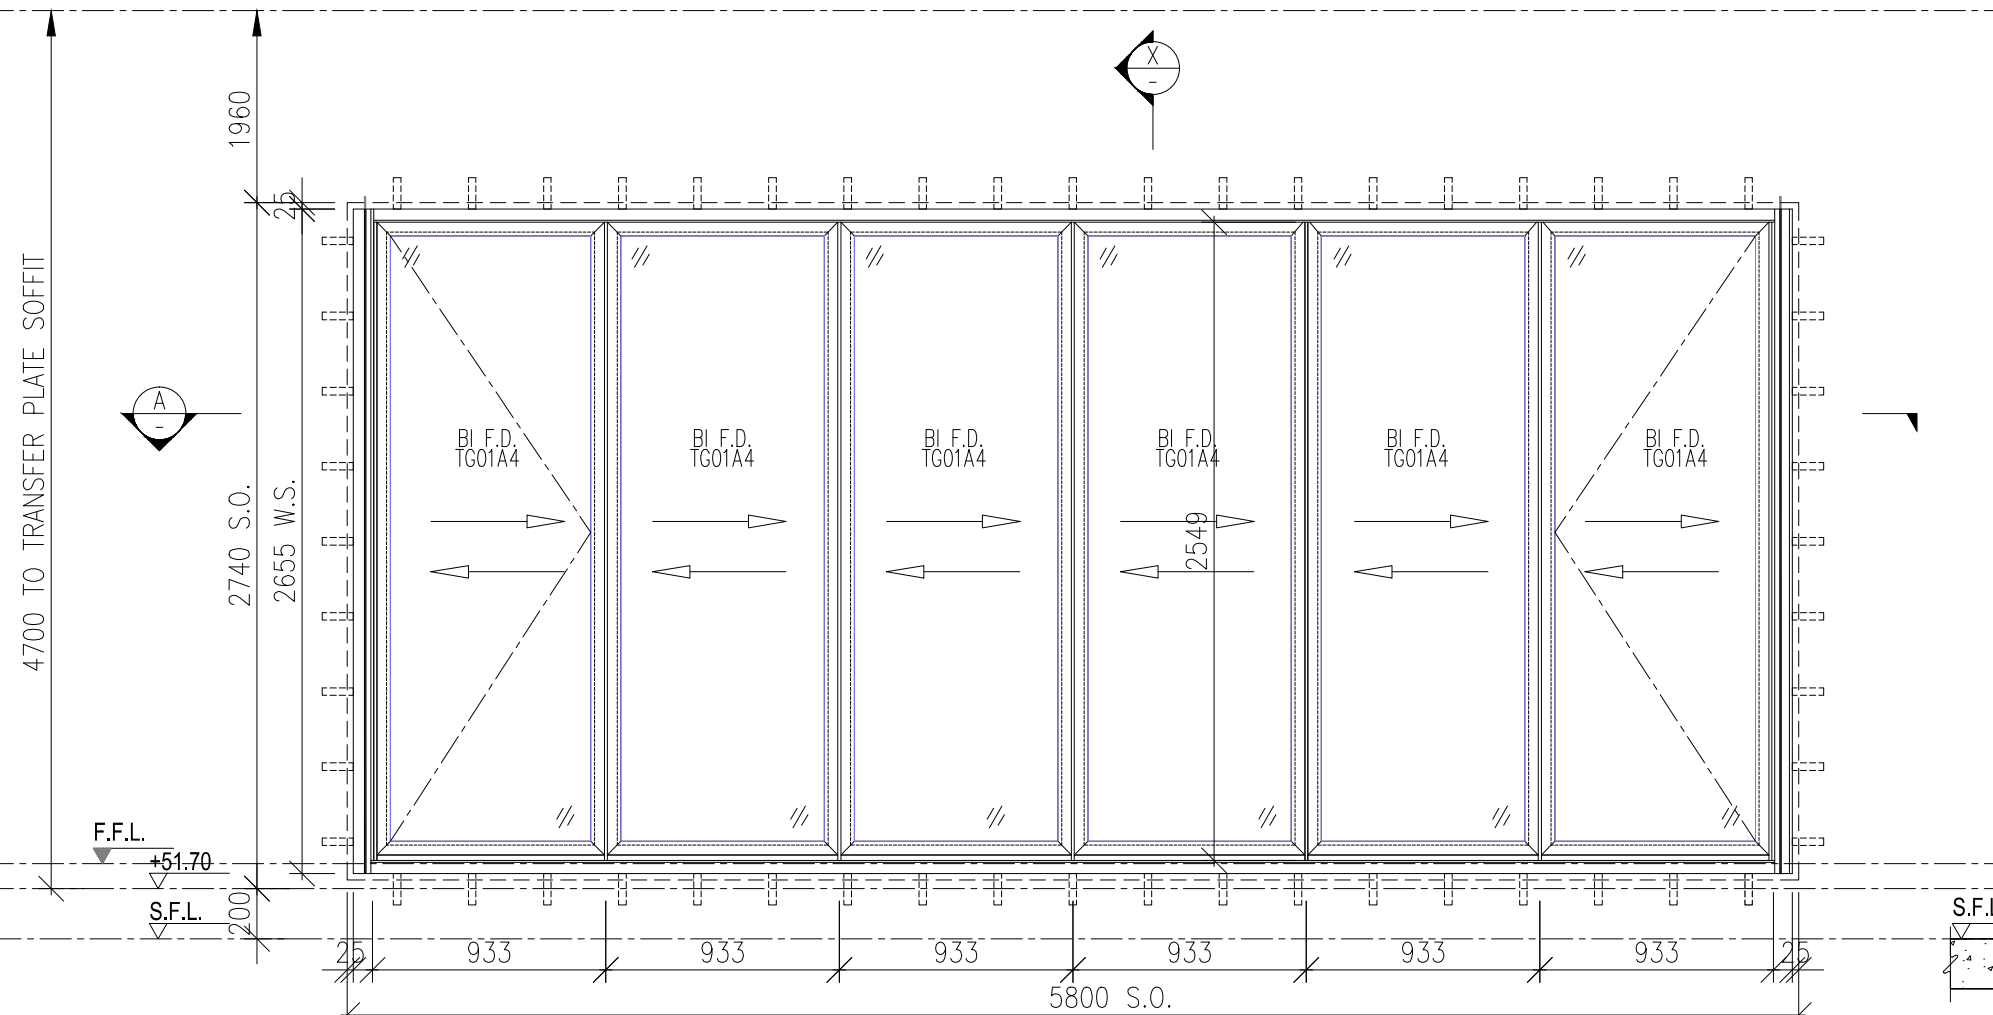 X
-
1960
25
4700 TO TRANSFER PLATE SOFFIT
A
-
2740 S.O.
2655 W.S.
BI F.D.
TG01A4
BI F.D.
TG01A4
BI F.D.
TG01A4
BI F.D.
TG01A4
BI F.D.
TG01A4
BI F.D.
TG01A4
2549
F.F.L.
+51.70
S.F.L.
200
S.F.L
25
933
933
933
933
933
933
25
5800 S.O.